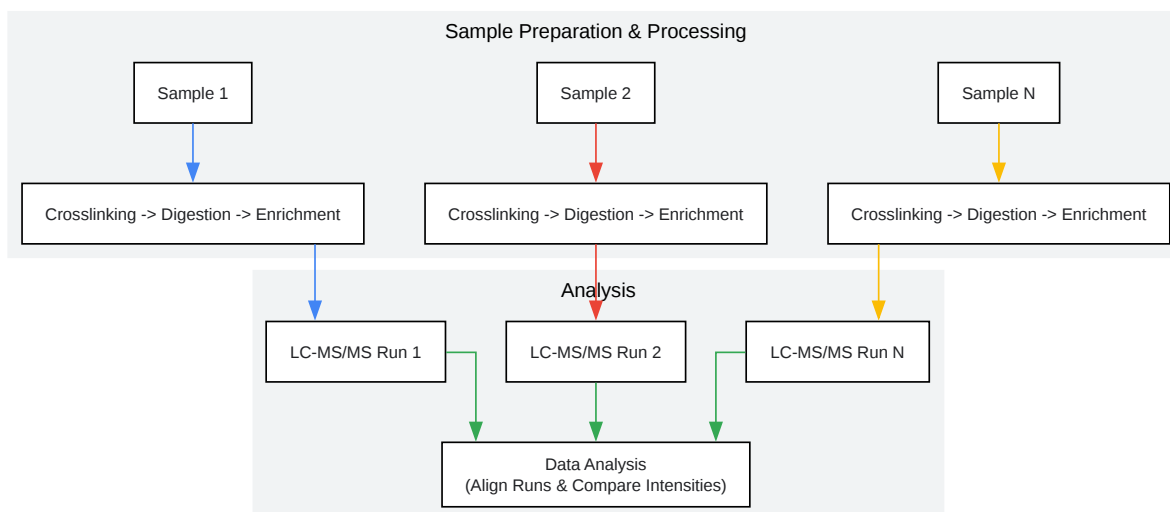 Sample Preparation & Processing
Sample 1
Sample 2
Sample N
Crosslinking -> Digestion -> Enrichment
Crosslinking -> Digestion -> Enrichment
Crosslinking -> Digestion -> Enrichment
Analysis
LC-MS/MS Run 1
LC-MS/MS Run 2
LC-MS/MS Run N
Data Analysis
(Align Runs & Compare Intensities)